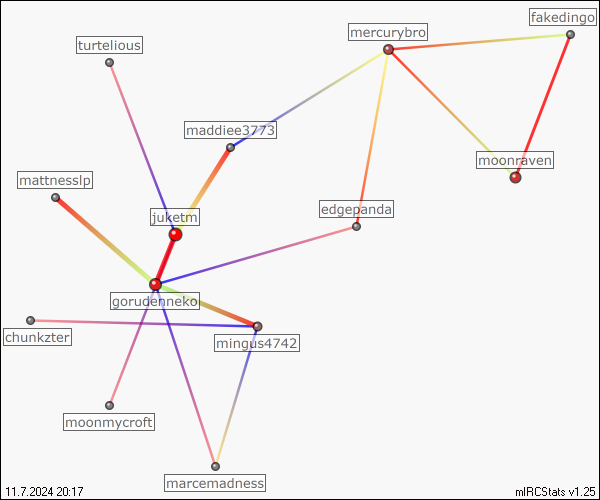 fakedingo
mercurybro
turtelious
maddiee3773
moonraven
mattnesslp
edgepanda
juketm
gorudenneko
chunkzter
mingus4742
moonmycroft
marcemadness
11.7.2024 20:17
mIRCStats v1.25